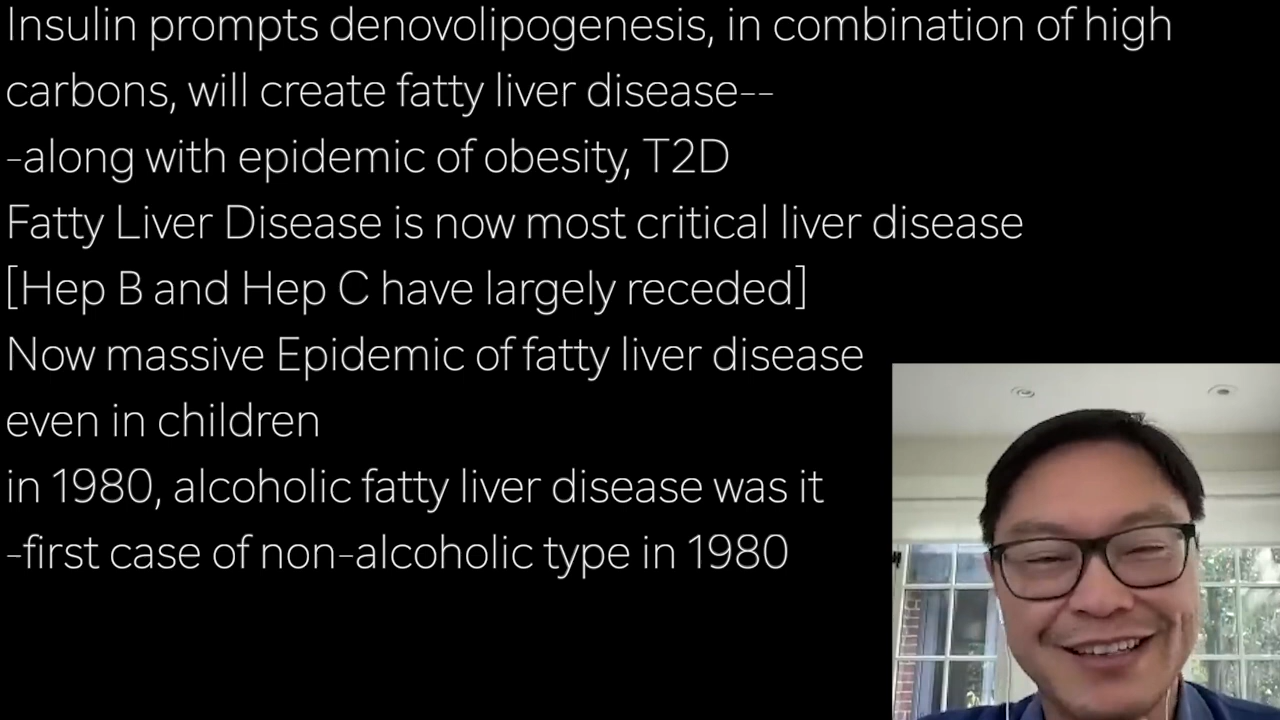 Insulin prompts denovolipogenesis, in combination of high
carbons, will create fatty liver disease--
-along with epidemic of obesity, T2D
Fatty Liver Disease is now most critical liver disease
[Hep B and Hep C have largely receded]
Now massive Epidemic of fatty liver disease
even in children
in 1980, alcoholic fatty liver disease was it
-first case of non-alcoholic type in 1980